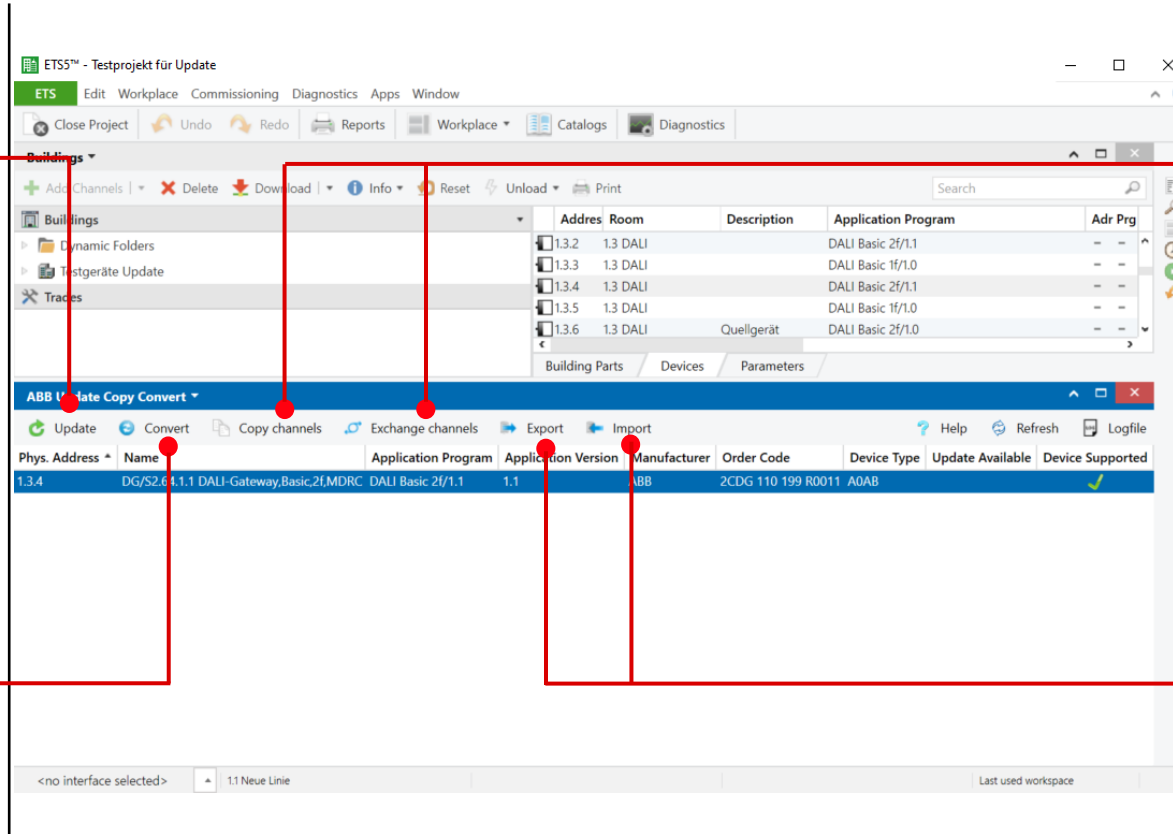 ETS5™ - Testprojekt für Update
ETS Edit Workplace Commissioning Diagnostics Apps Window
Close Project Undo Redo Reports Workplace Catalogs Diagnostics
Buildings
Add Channels | Delete Download | Info Reset Unload Print Search
Buildings
Dynamic Folders
Testgeräte Update
Trades
Addres Room Description Application Program Adr Prg
1.3.2 1.3 DALI DALI Basic 2f/1.1 – –
1.3.3 1.3 DALI DALI Basic 1f/1.0 – –
1.3.4 1.3 DALI DALI Basic 2f/1.1 – –
1.3.5 1.3 DALI DALI Basic 1f/1.0 – –
1.3.6 1.3 DALI Quellgerät DALI Basic 2f/1.0 – –
Building Parts Devices Parameters
ABB Update Copy Convert
Update Convert Copy channels Exchange channels Export Import Help Refresh Logfile
Phys. Address Name Application Program Application Version Manufacturer Order Code Device Type Update Available Device Supported
1.3.4 DG/S2.64.1.1 DALI-Gateway,Basic,2f,MDRC DALI Basic 2f/1.1 1.1 ABB 2CDG 110 199 R0011 A0AB
<no interface selected> 1.1 Neue Linie Last used workspace